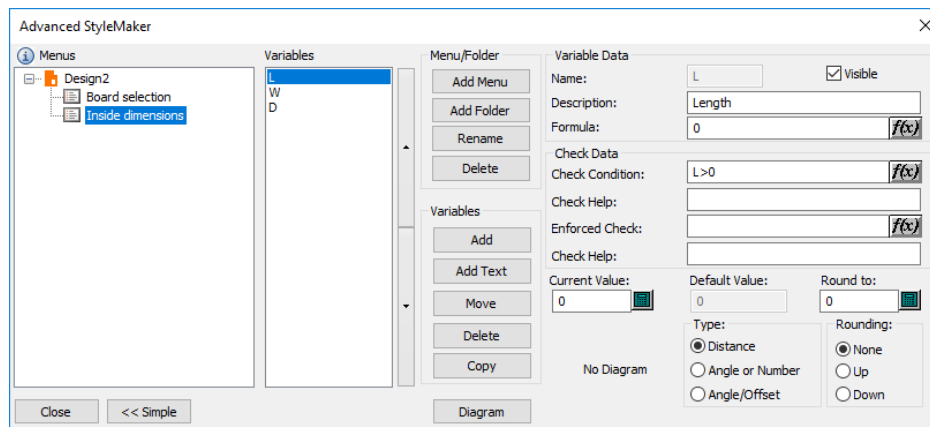 Advanced StyleMaker
Menus
Design2
Board selection
Inside dimensions
Close
<< Simple
Variables
L
W
D
Menu/Folder
Add Menu
Add Folder
Rename
Delete
Variables
Add
Add Text
Move
Delete
Copy
Diagram
Variable Data
Name: L Visible
Description: Length
Formula: 0 f(x)
Check Data
Check Condition: L>0 f(x)
Check Help:
Enforced Check: f(x)
Check Help:
Current Value: Default Value: Round to:
0 0 0
No Diagram
Type:
Distance
Angle or Number
Angle/Offset
Rounding:
None
Up
Down